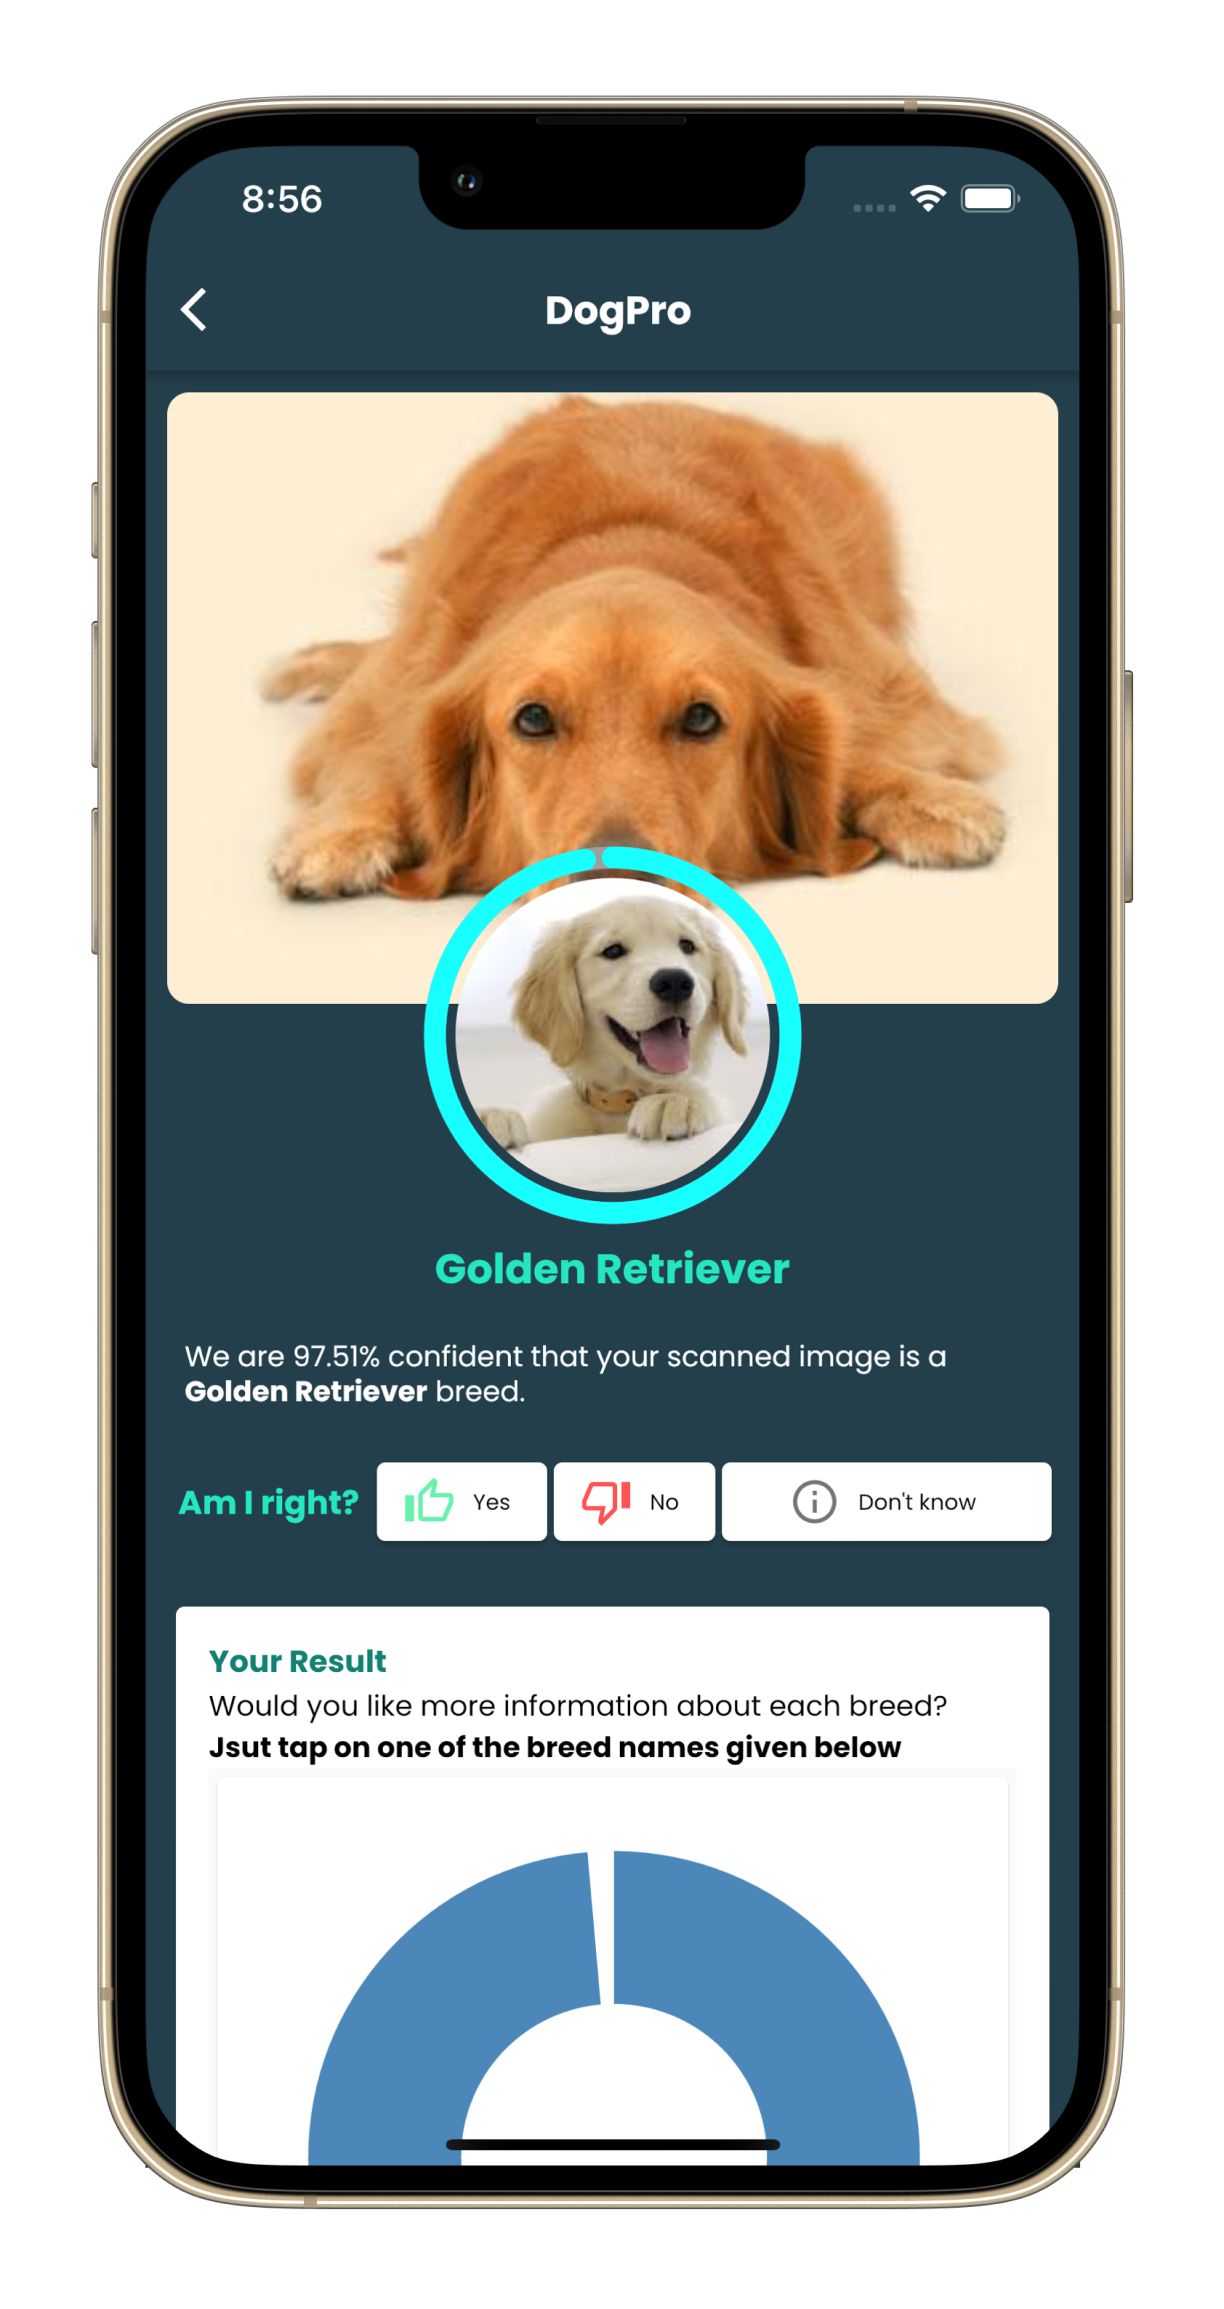 8:56
DogPro
Golden Retriever
We are 97.51% confident that your scanned image is a
Golden Retriever breed.
Am I right?
Yes
No
Don't know
Your Result
Would you like more information about each breed?
Jsut tap on one of the breed names given below